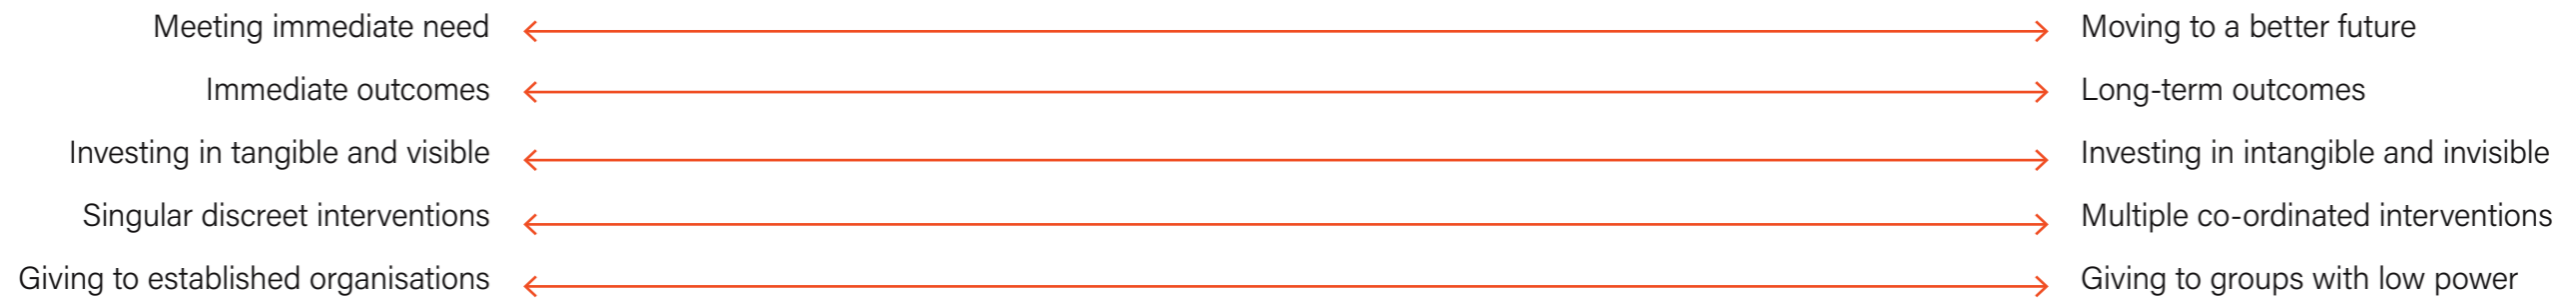 Meeting immediate need Moving to a better future
Immediate outcomes Long-term outcomes
Investing in tangible and visible Investing in intangible and invisible
Singular discreet interventions Multiple co-ordinated interventions
Giving to established organisations Giving to groups with low power